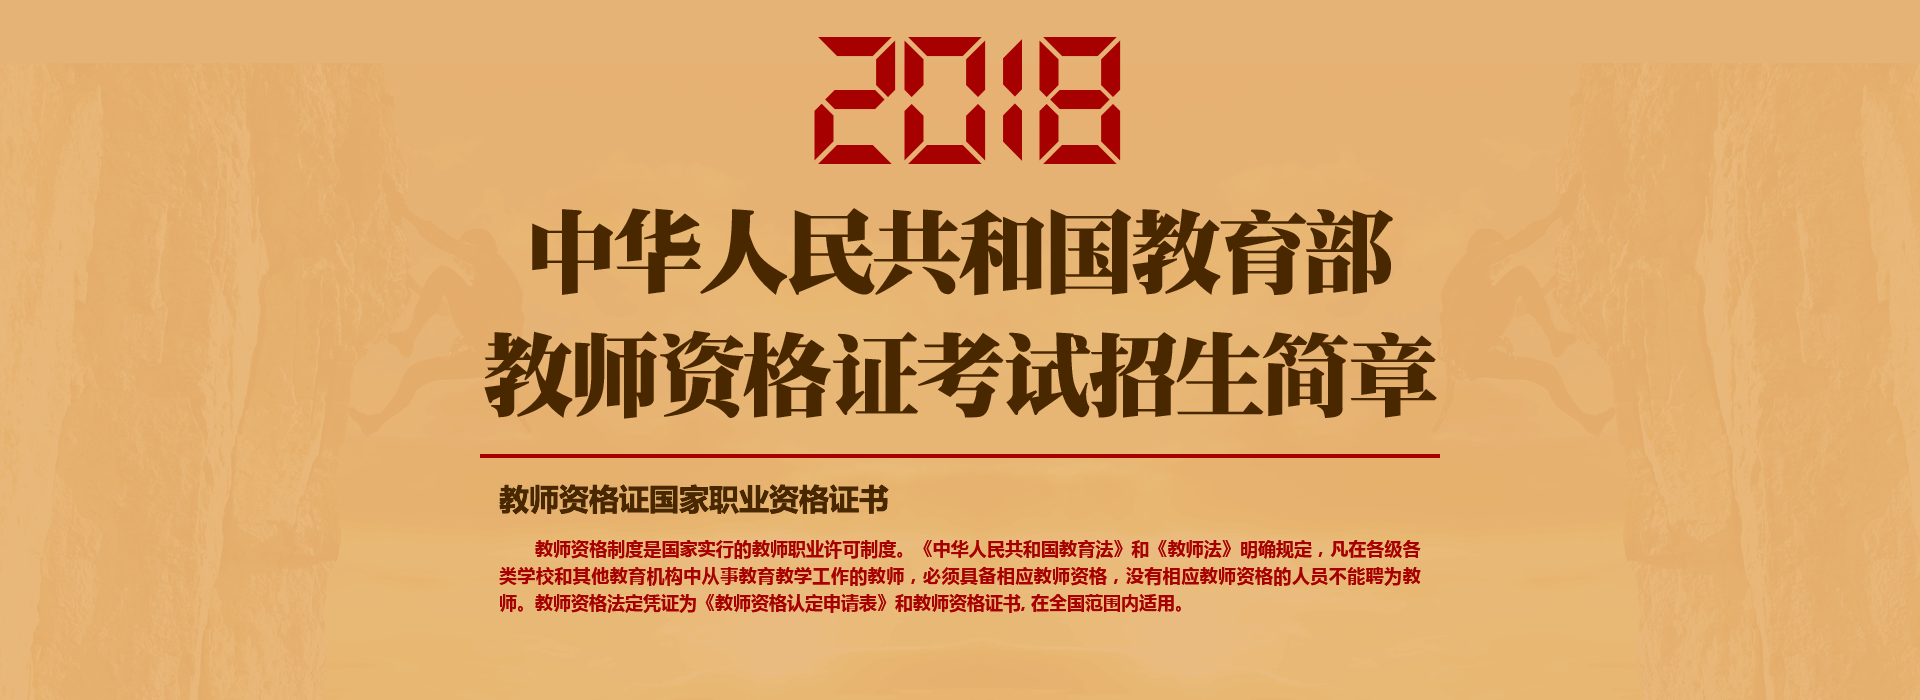 2018
中华人民共和国教育部
教师资格证考试招生简章
教师资格证国家职业资格证书
教师资格制度是国家实行的教师职业许可制度。《中华人民共和国教育法》和《教师法》明确规定，凡在各级各
类学校和其他教育机构中从事教育教学工作的教师，必须具备相应教师资格，没有相应教师资格的人员不能聘为教
师。教师资格法定凭证为《教师资格认定申请表》和教师资格证书, 在全国范围内适用。